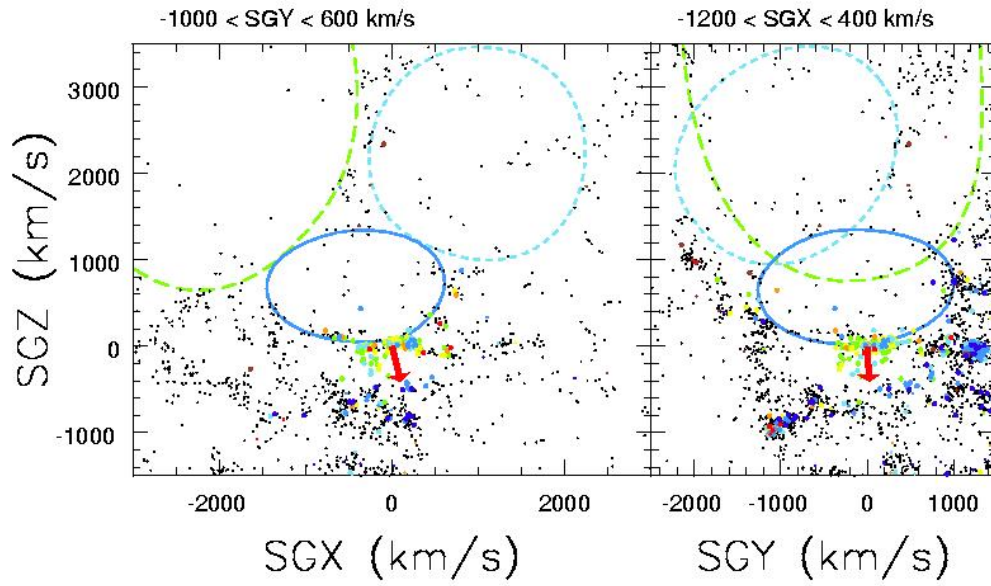 -1000 < SGY < 600 km/s
-1200 < SGX < 400 km/s
SGZ (km/s)
3000
2000
1000
0
-1000
-2000 0 2000
-2000 -1000 0 1000
SGX (km/s)
SGY (km/s)